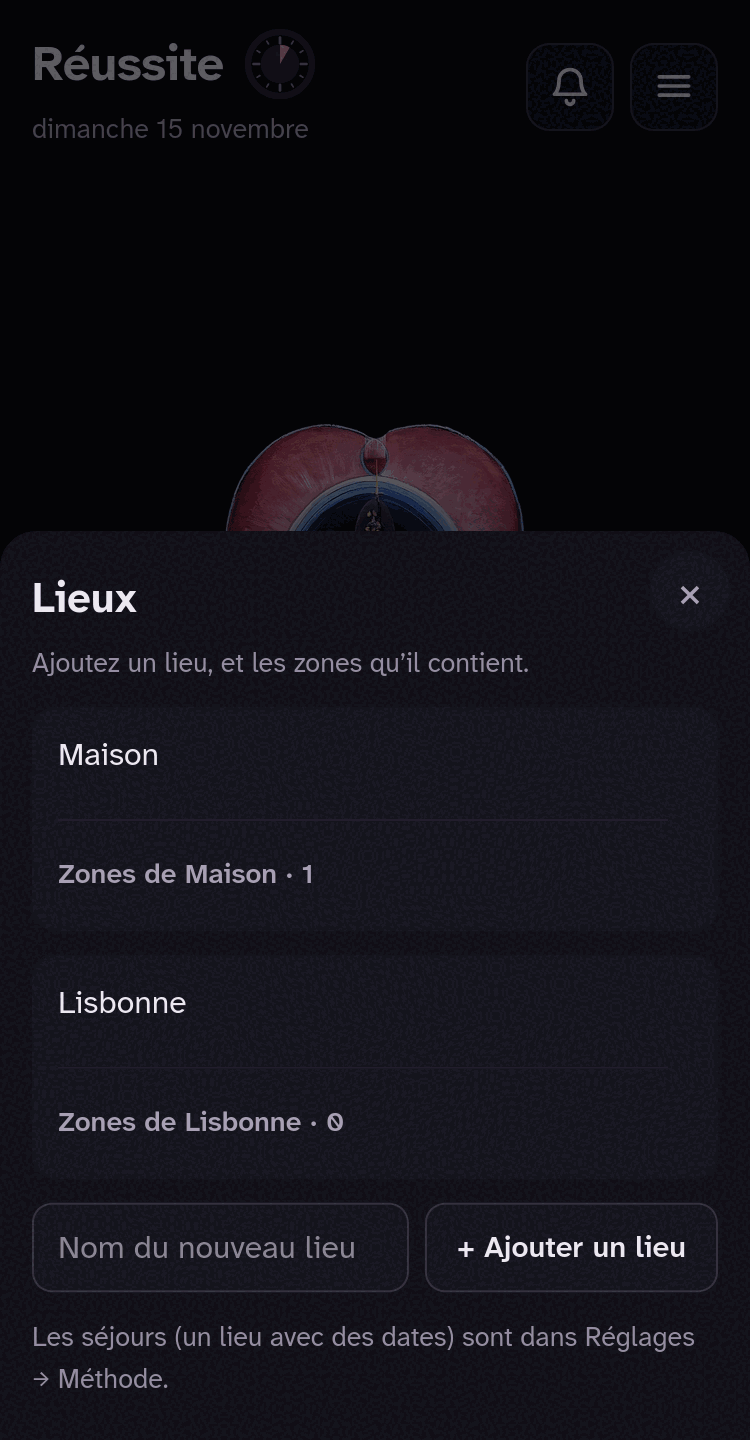 Réussite
dimanche 15 novembre
Lieux
Ajoutez un lieu, et les zones qu’il contient.
Maison
Zones de Maison · 1
Lisbonne
Zones de Lisbonne · 0
Nom du nouveau lieu
+ Ajouter un lieu
Les séjours (un lieu avec des dates) sont dans Réglages
→ Méthode.